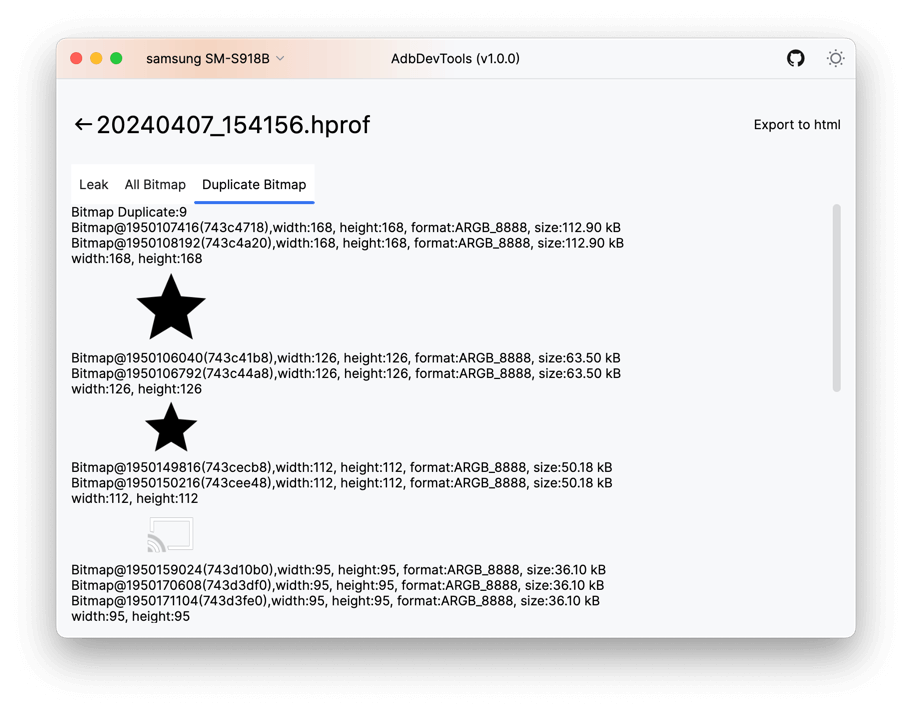 samsung SM-S918B
AdbDevTools (v1.0.0)
20240407_154156.hprof
Export to html
Leak All Bitmap Duplicate Bitmap
Bitmap Duplicate:9
Bitmap@1950107416(743c4718),width:168, height:168, format:ARGB_8888, size:112.90 kB
Bitmap@1950108192(743c4a20),width:168, height:168, format:ARGB_8888, size:112.90 kB
width:168, height:168
Bitmap@1950106040(743c41b8),width:126, height:126, format:ARGB_8888, size:63.50 kB
Bitmap@1950106792(743c44a8),width:126, height:126, format:ARGB_8888, size:63.50 kB
width:126, height:126
Bitmap@1950149816(743cecb8),width:112, height:112, format:ARGB_8888, size:50.18 kB
Bitmap@1950150216(743cee48),width:112, height:112, format:ARGB_8888, size:50.18 kB
width:112, height:112
Bitmap@1950159024(743d10b0),width:95, height:95, format:ARGB_8888, size:36.10 kB
Bitmap@1950170608(743d3df0),width:95, height:95, format:ARGB_8888, size:36.10 kB
Bitmap@1950171104(743d3fe0),width:95, height:95, format:ARGB_8888, size:36.10 kB
width:95, height:95